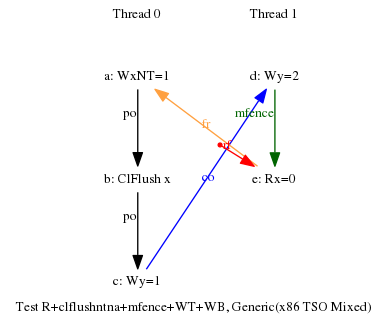 Thread 0 Thread 1
a: WxNT=1 d: Wy=2
po mfence
fr
rf
b: ClFlush x e: Rx=0
co
po
c: Wy=1
Test R+clflushntna+mfence+WT+WB, Generic(x86 TSO Mixed)